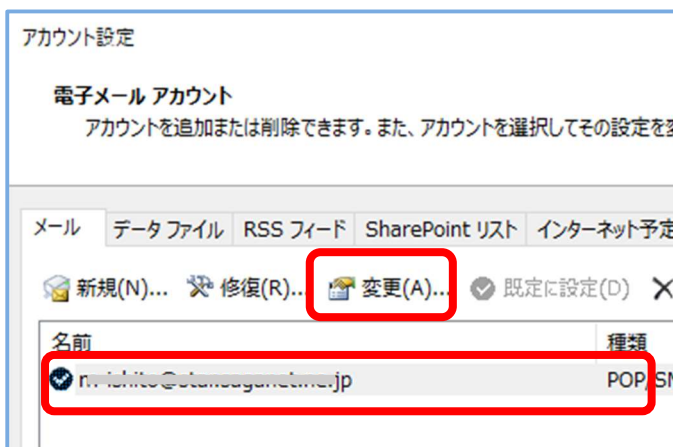 アカウント設定
電子メール アカウント
アカウントを追加または削除できます。また、アカウントを選択してその設定を
メール データ ファイル RSS フィード SharePoint リスト インターネット予定
新規(N)... 修復(R)... 変更(A)... 既定に設定(D)
名前 種類
POP/SM